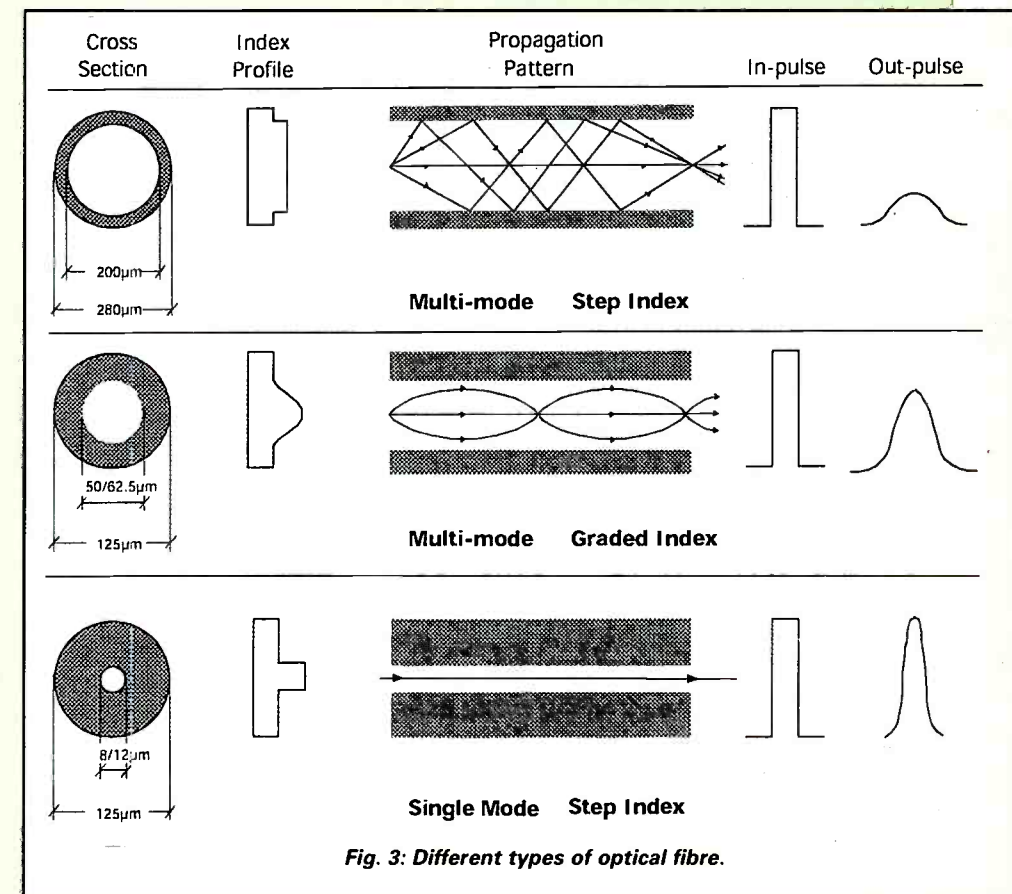 Cross Section
Index Profile
Propagation Pattern
In-pulse
Out-pulse
200µm
280µm
Multi-mode Step Index
50/62.5µm
125µm
Multi-mode Graded Index
8/12µm
125µm
Single Mode Step Index
Fig. 3: Different types of optical fibre.